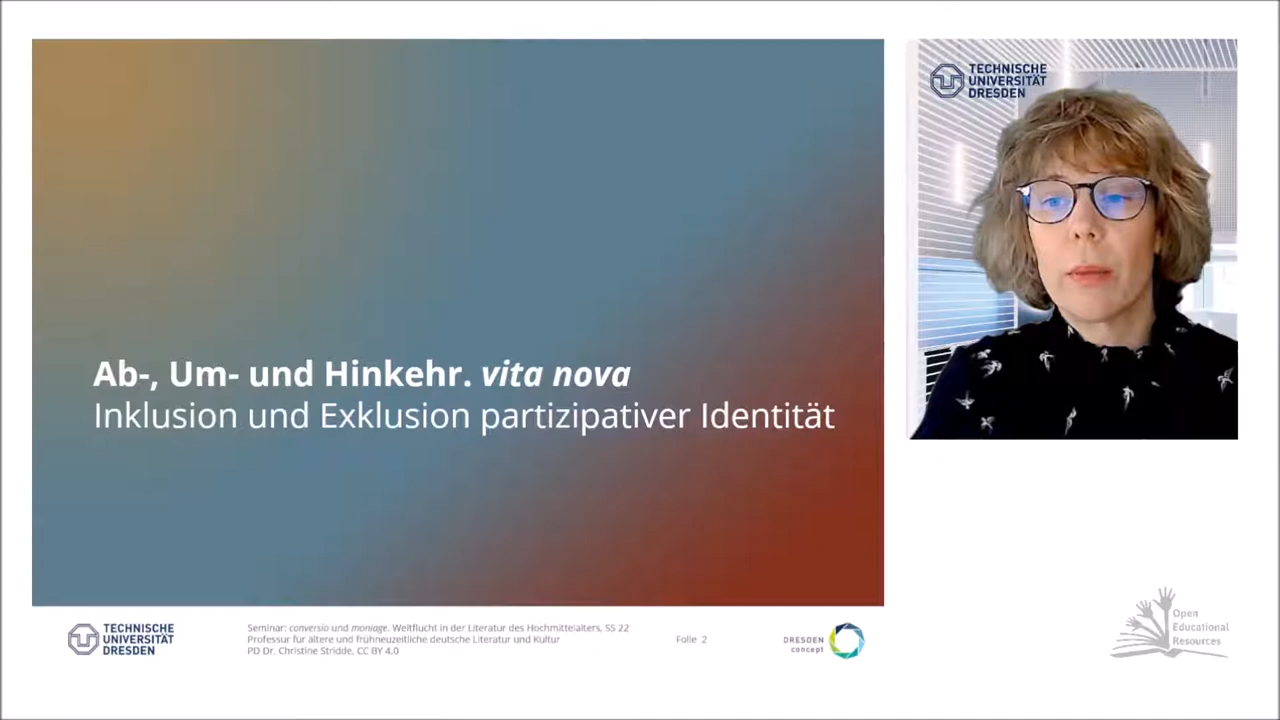 Ab-, Um- und Hinkehr. vita nova
Inklusion und Exklusion partizipativer Identität
TECHNISCHE
UNIVERSITÄT
DRESDEN
TECHNISCHE
UNIVERSITÄT
DRESDEN
Seminar: conversio und moniage. Weltflucht in der Literatur des Hochmittelalters, SS 22
Professur für ältere und frühneuzeitliche deutsche Literatur und Kultur
PD Dr. Christine Stridde, CC BY 4.0
Folie 2
DRESDEN
concept
Open
Educational
Resources